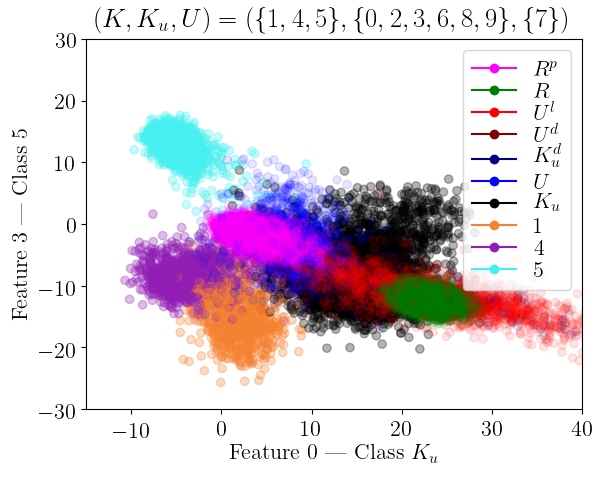 (K, K_u, U) = ({1, 4, 5}, {0, 2, 3, 6, 8, 9}, {7})
30
20
10
0
−10
−20
−30
Feature 3 — Class 5
R^p
R
U^l
U^d
K_u^d
U
K_u
1
4
5
−10
0
10
20
30
40
Feature 0 — Class K_u